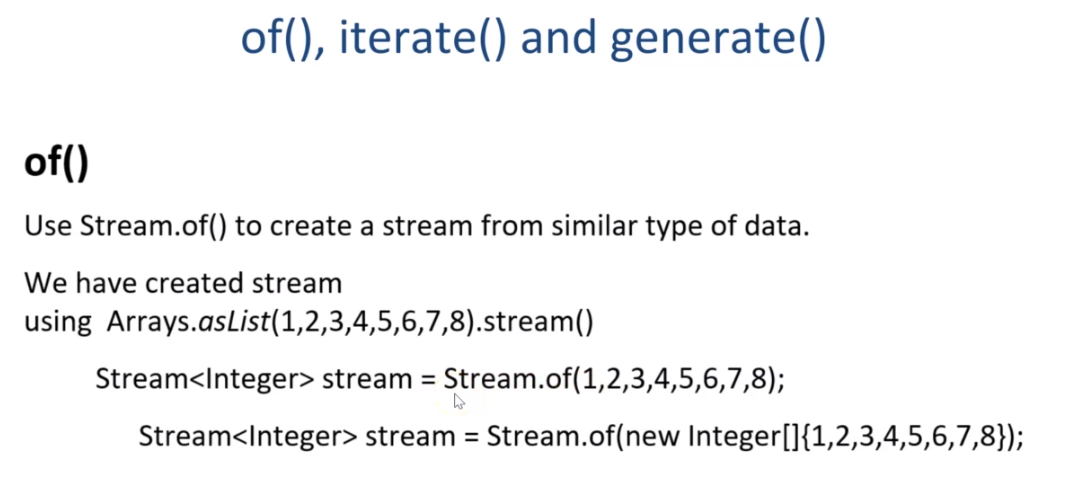 of(), iterate() and generate()
of()
Use Stream.of() to create a stream from similar type of data.
We have created stream
using Arrays.asList(1,2,3,4,5,6,7,8).stream()
Stream<Integer> stream = Stream.of(1,2,3,4,5,6,7,8);
Stream<Integer> stream = Stream.of(new Integer[]{1,2,3,4,5,6,7,8});